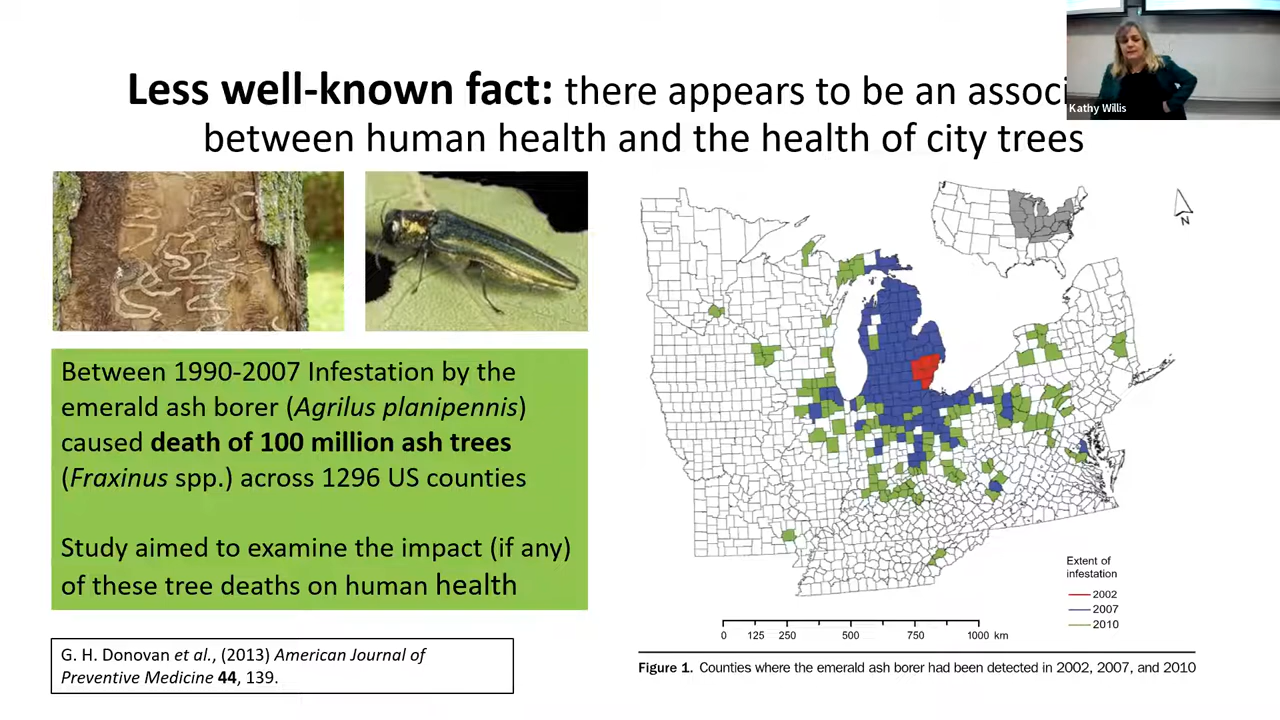 Less well-known fact: there appears to be an associ
between human health and the health of city trees
Kathy Willis
Between 1990-2007 Infestation by the
emerald ash borer (Agrilus planipennis)
caused death of 100 million ash trees
(Fraxinus spp.) across 1296 US counties
Study aimed to examine the impact (if any)
of these tree deaths on human health
G. H. Donovan et al., (2013) American Journal of
Preventive Medicine 44, 139.
N
Extent of
infestation
2002
2007
2010
0 125 250 500 750 1000 km
Figure 1. Counties where the emerald ash borer had been detected in 2002, 2007, and 2010